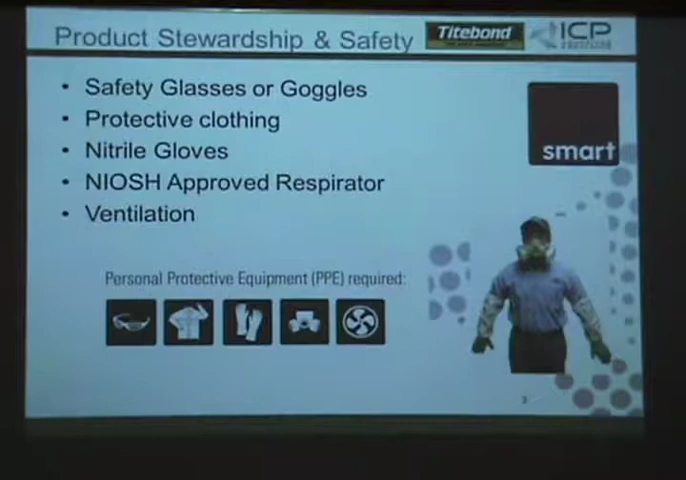 Product Stewardship & Safety
Titebond
ICP
• Safety Glasses or Goggles
• Protective clothing
• Nitrile Gloves
• NIOSH Approved Respirator
• Ventilation
smart
Personal Protective Equipment (PPE) required:
3